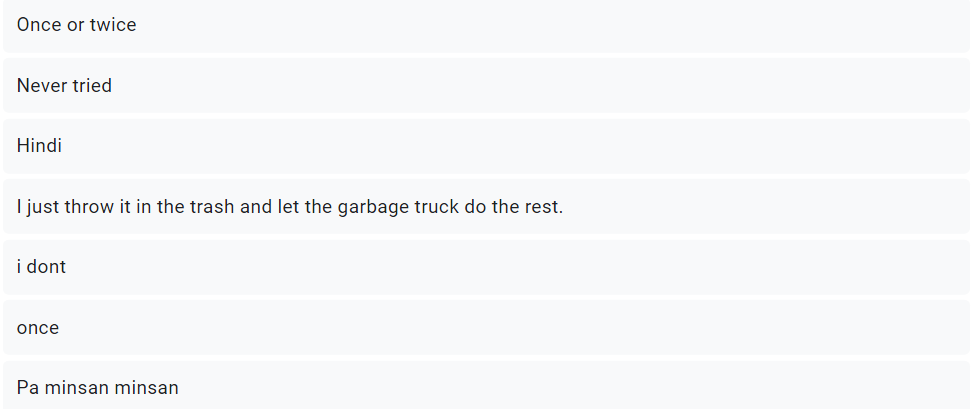 Once or twice
Never tried
Hindi
I just throw it in the trash and let the garbage truck do the rest.
i dont
once
Pa minsan minsan